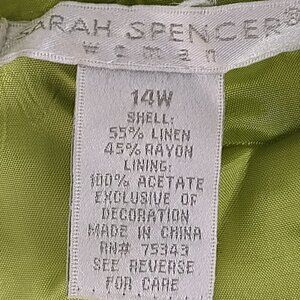 SARAH SPENCER®
women
14W
SHELL:
55% LINEN
45% RAYON
LINING:
100% ACETATE
EXCLUSIVE OF
DECORATION
MADE IN CHINA
RN# 75343
SEE REVERSE
FOR CARE